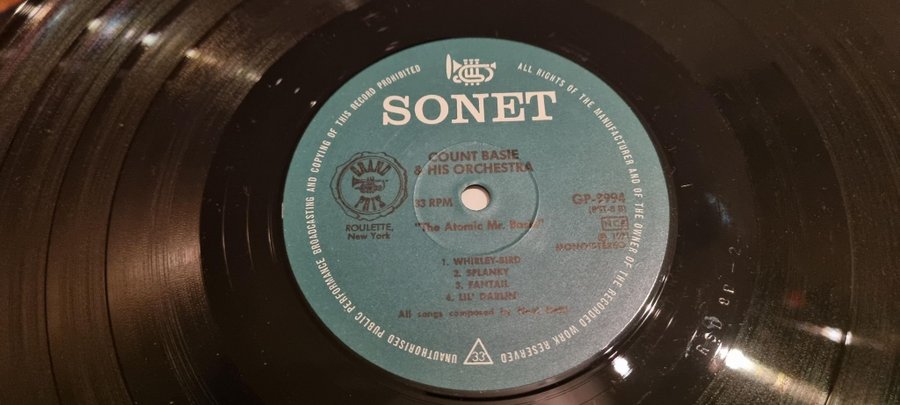 UNAUTHORISED PUBLIC PERFORMANCE BROADCASTING AND COPYING OF THIS RECORD PROHIBITED
ALL RIGHTS OF THE MANUFACTURER AND OF THE OWNER OF THE RECORDED WORK RESERVED
SONET
COUNT BASIE
& HIS ORCHESTRA
GRAND
PRIX
33 RPM
ROULETTE,
New York
"The Atomic Mr. Basie"
GP-9994
NCB
MONO/STEREO
1. WHIRLEY-BIRD
2. SPLANKY
3. FANTAIL
4. LIL' DARLIN'
All songs composed by Neal Hefti
33